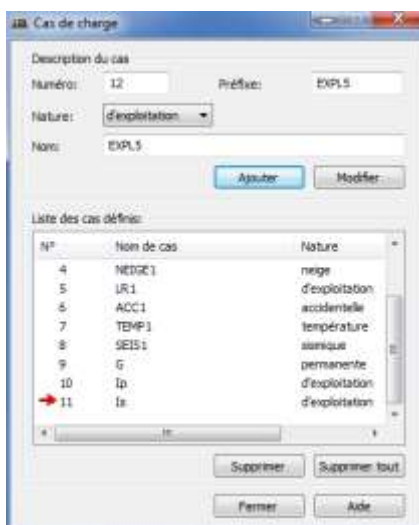 Cas de charge
Description du cas
Numéro: 12 Préfixe: EXPL5
Nature: d'exploitation
Nom: EXPL5
Ajouter Modifier
Liste des cas définis:
N° Nom de cas Nature
4 NEIGE1 neige
5 LR1 d'exploitation
6 ACC1 accidentelle
7 TEMP1 température
8 SEIS1 sismique
9 G permanente
10 Ip d'exploitation
11 Is d'exploitation
Supprimer Supprimer tout
Fermer Aide